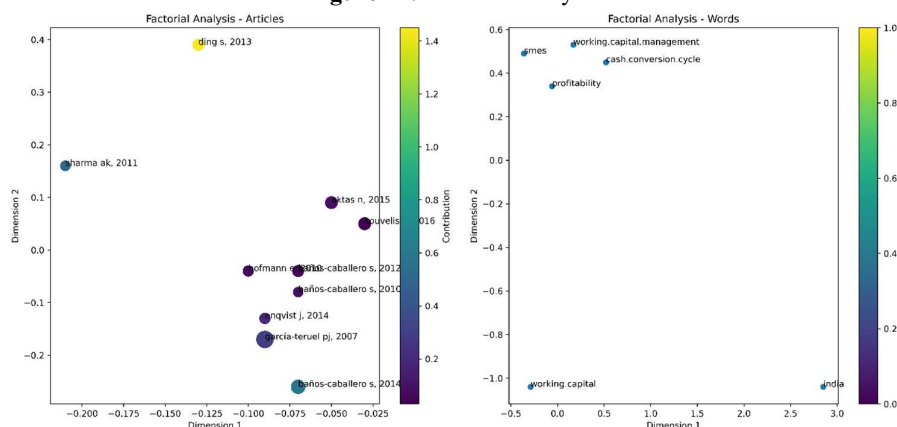 Factorial Analysis - Articles
0.4
0.3
0.2
0.1
0.0
−0.1
−0.2
Dimension 2
ding s, 2013
sharma ak, 2011
aktas n, 2015
2016
hofmann e, 2010
baños-caballero s, 2012
baños-caballero s, 2010
enqvist j, 2014
garcía-teruel pj, 2007
baños-caballero s, 2014
−0.200
−0.175
−0.150
−0.125
−0.100
−0.075
−0.050
−0.025
Dimension 1
1.4
1.2
1.0
0.8
0.6
0.4
0.2
Contribution
Factorial Analysis - Words
0.6
0.4
0.2
0.0
−0.2
−0.4
−0.6
−0.8
−1.0
Dimension 2
working.capital.management
smes
cash.conversion.cycle
profitability
working.capital
india
−0.5
0.0
0.5
1.0
1.5
2.0
2.5
3.0
Dimension 1
1.0
0.8
0.6
0.4
0.2
0.0